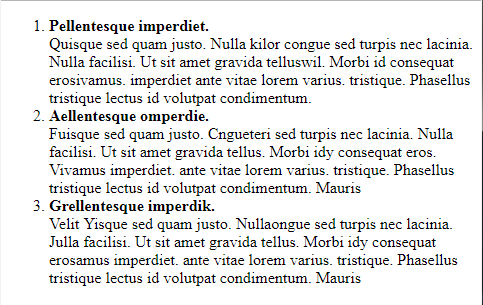 1. Pellentesque imperdiet.
Quisque sed quam justo. Nulla kilor congue sed turpis nec lacinia.
Nulla facilisi. Ut sit amet gravida telluswil. Morbi id consequat
erosivamus. imperdiet ante vitae lorem varius. tristique. Phasellus
tristique lectus id volutpat condimentum.
2. Aellentesque omperdie.
Fuisque sed quam justo. Cngueteri sed turpis nec lacinia. Nulla
facilisi. Ut sit amet gravida tellus. Morbi idy consequat eros.
Vivamus imperdiet. ante vitae lorem varius. tristique. Phasellus
tristique lectus id volutpat condimentum. Mauris
3. Grellentesque imperdik.
Velit Yisque sed quam justo. Nullaongue sed turpis nec lacinia.
Julla facilisi. Ut sit amet gravida tellus. Morbi idy consequat
erosamus imperdiet. ante vitae lorem varius. tristique. Phasellus
tristique lectus id volutpat condimentum. Mauris